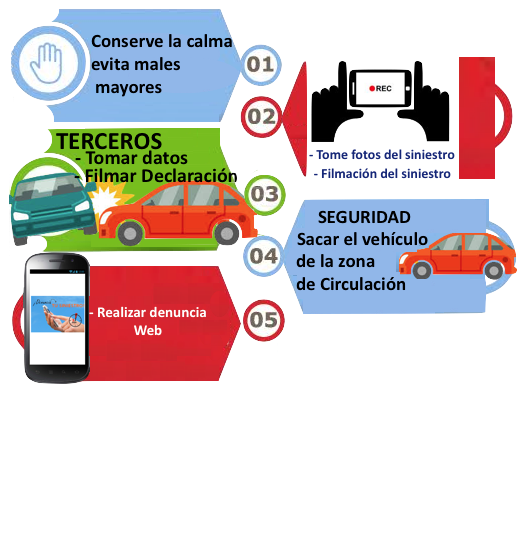 Conserve la calma
evita males
mayores
01
02
REC
- Tome fotos del siniestro
- Filmación del siniestro
TERCEROS
- Tomar datos
- Filmar Declaración
03
SEGURIDAD
Sacar el vehículo
de la zona
de Circulación
04
- Realizar denuncia
Web
05